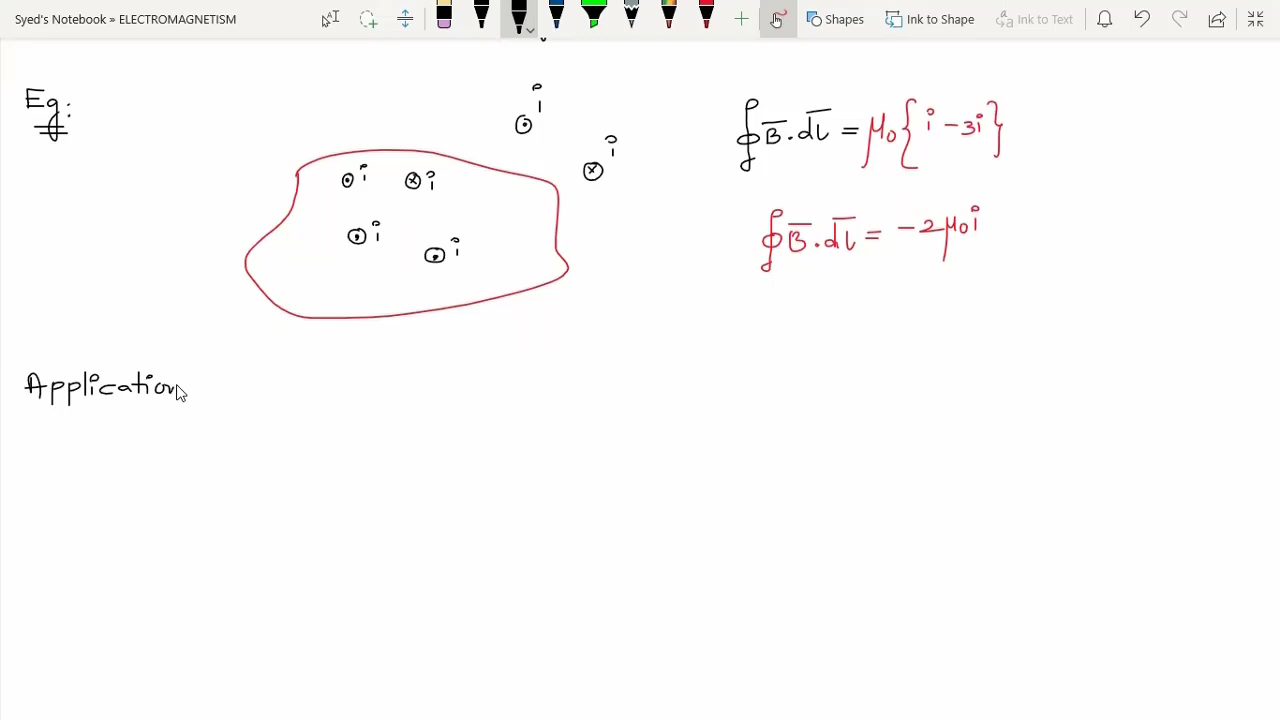 Syed's Notebook » ELECTROMAGNETISM
Shapes
Ink to Shape
Ink to Text
Eg:
i
i
i
i
i
i
∮B̅.dl̅ = μ0{i - 3i}
∮B̅.dl̅ = -2μ0i
Application